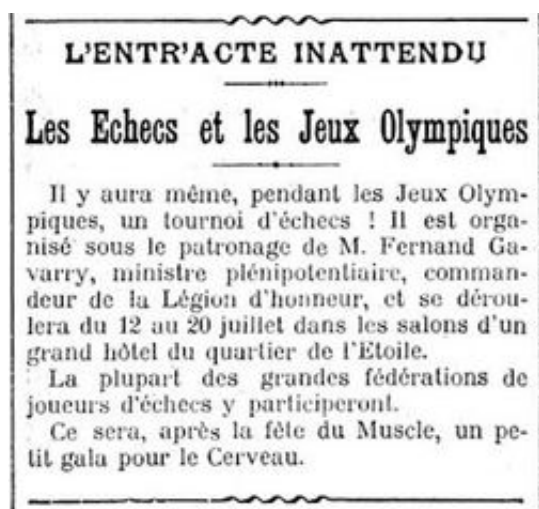 L'ENTR'ACTE INATTENDU
Les Echecs et les Jeux Olympiques
Il y aura même, pendant les Jeux Olym-
piques, un tournoi d'échecs ! Il est orga-
nisé sous le patronage de M. Fernand Ga-
varry, ministre plénipotentiaire, comman-
deur de la Légion d'honneur, et se dérou-
lera du 12 au 20 juillet dans les salons d'un
grand hôtel du quartier de l'Etoile.
La plupart des grandes fédérations de
joueurs d'échecs y participeront.
Ce sera, après la fête du Muscle, un pe-
tit gala pour le Cerveau.